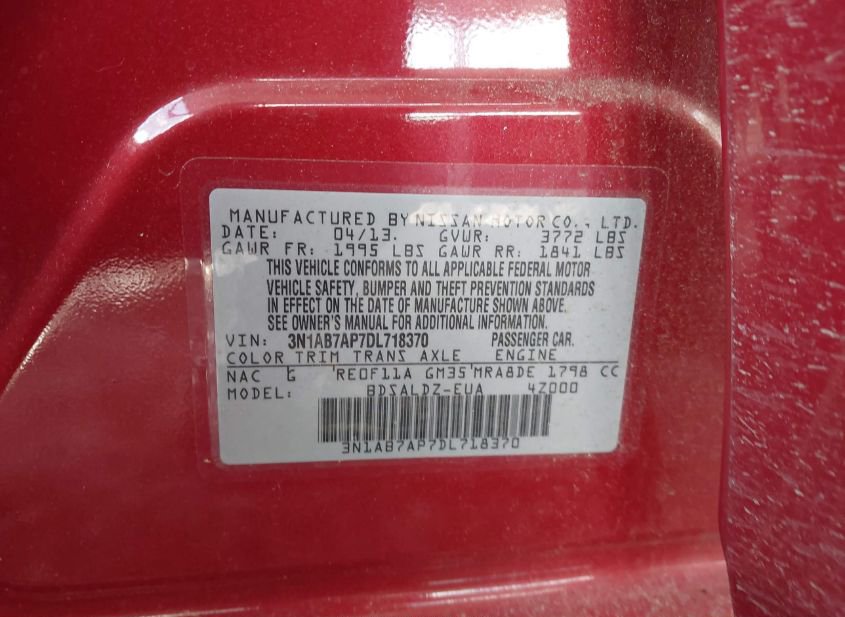 MANUFACTURED BY NISSAN MOTOR CO., LTD.
DATE: 04/13. GVWR: 3772 LBS
GAWR FR: 1995 LBS GAWR RR: 1841 LBS
THIS VEHICLE CONFORMS TO ALL APPLICABLE FEDERAL MOTOR
VEHICLE SAFETY, BUMPER AND THEFT PREVENTION STANDARDS
IN EFFECT ON THE DATE OF MANUFACTURE SHOWN ABOVE.
SEE OWNER'S MANUAL FOR ADDITIONAL INFORMATION.
VIN: 3N1AB7AP7DL718370 PASSENGER CAR.
COLOR TRIM TRANS AXLE ENGINE
NAC G RE0F11A GM35 MRA8DE 1798 CC
MODEL: BDSALDZ-EUA 4Z000
3N1AB7AP7DL718370